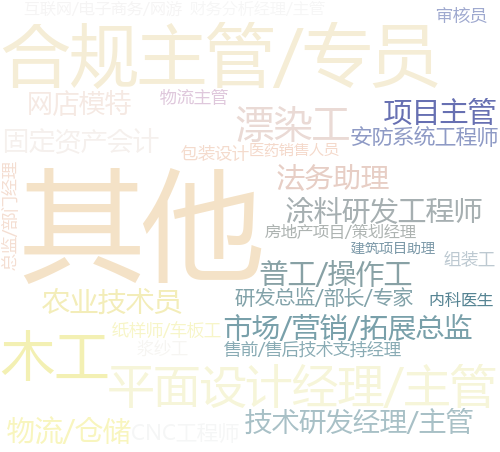 互联网/电子商务/网游
财务分析经理/主管
审核员
合规主管/专员
网店模特
物流主管
漂染工
项目主管
固定资产会计
安防系统工程师
包装设计
医药销售人员
总监/部门经理
其他
法务助理
涂料研发工程师
房地产项目/策划经理
建筑项目助理
组装工
普工/操作工
农业技术员
研发总监/部长/专家
内科医生
纸样师/车板工
市场/营销/拓展总监
木工
浆纱工
售前/售后技术支持经理
平面设计经理/主管
物流/仓储
CNC工程师
技术研发经理/主管